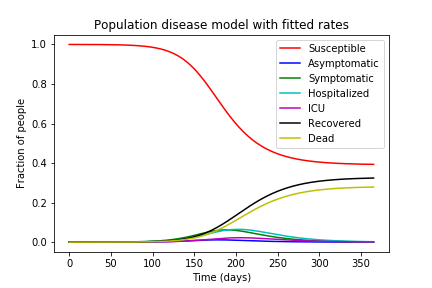 Population disease model with fitted rates
Fraction of people
1.0
0.8
0.6
0.4
0.2
0.0
Susceptible
Asymptomatic
Symptomatic
Hospitalized
ICU
Recovered
Dead
0 50 100 150 200 250 300 350
Time (days)